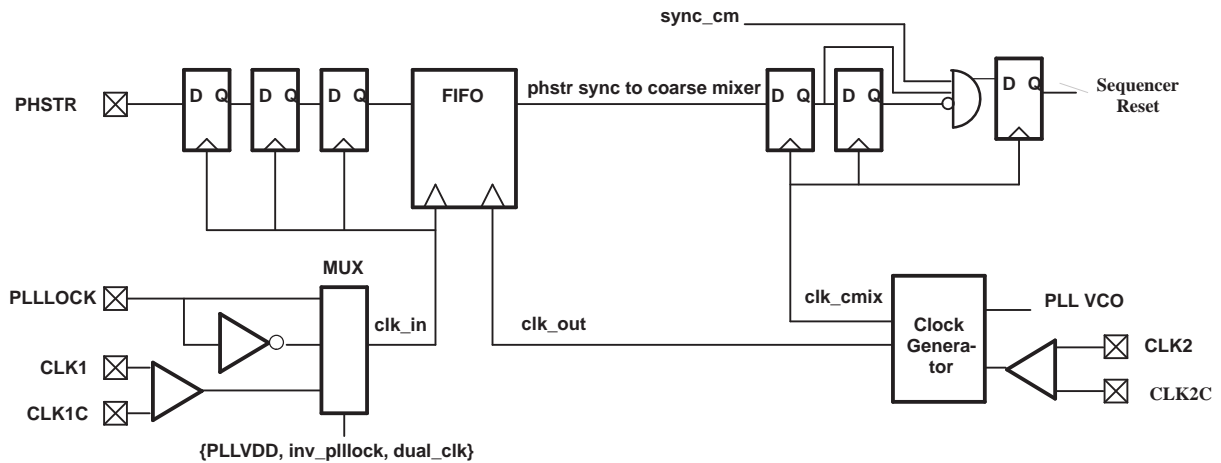 sync_cm
PHSTR
D Q
D Q
D Q
FIFO
phstr sync to coarse mixer
D Q
D Q
D Q
Sequencer
Reset
MUX
PLLLOCK
clk_in
clk_out
clk_cmix
PLL VCO
Clock
Genera-
tor
CLK1
CLK2
CLK1C
CLK2C
{PLLVDD, inv_plllock, dual_clk}